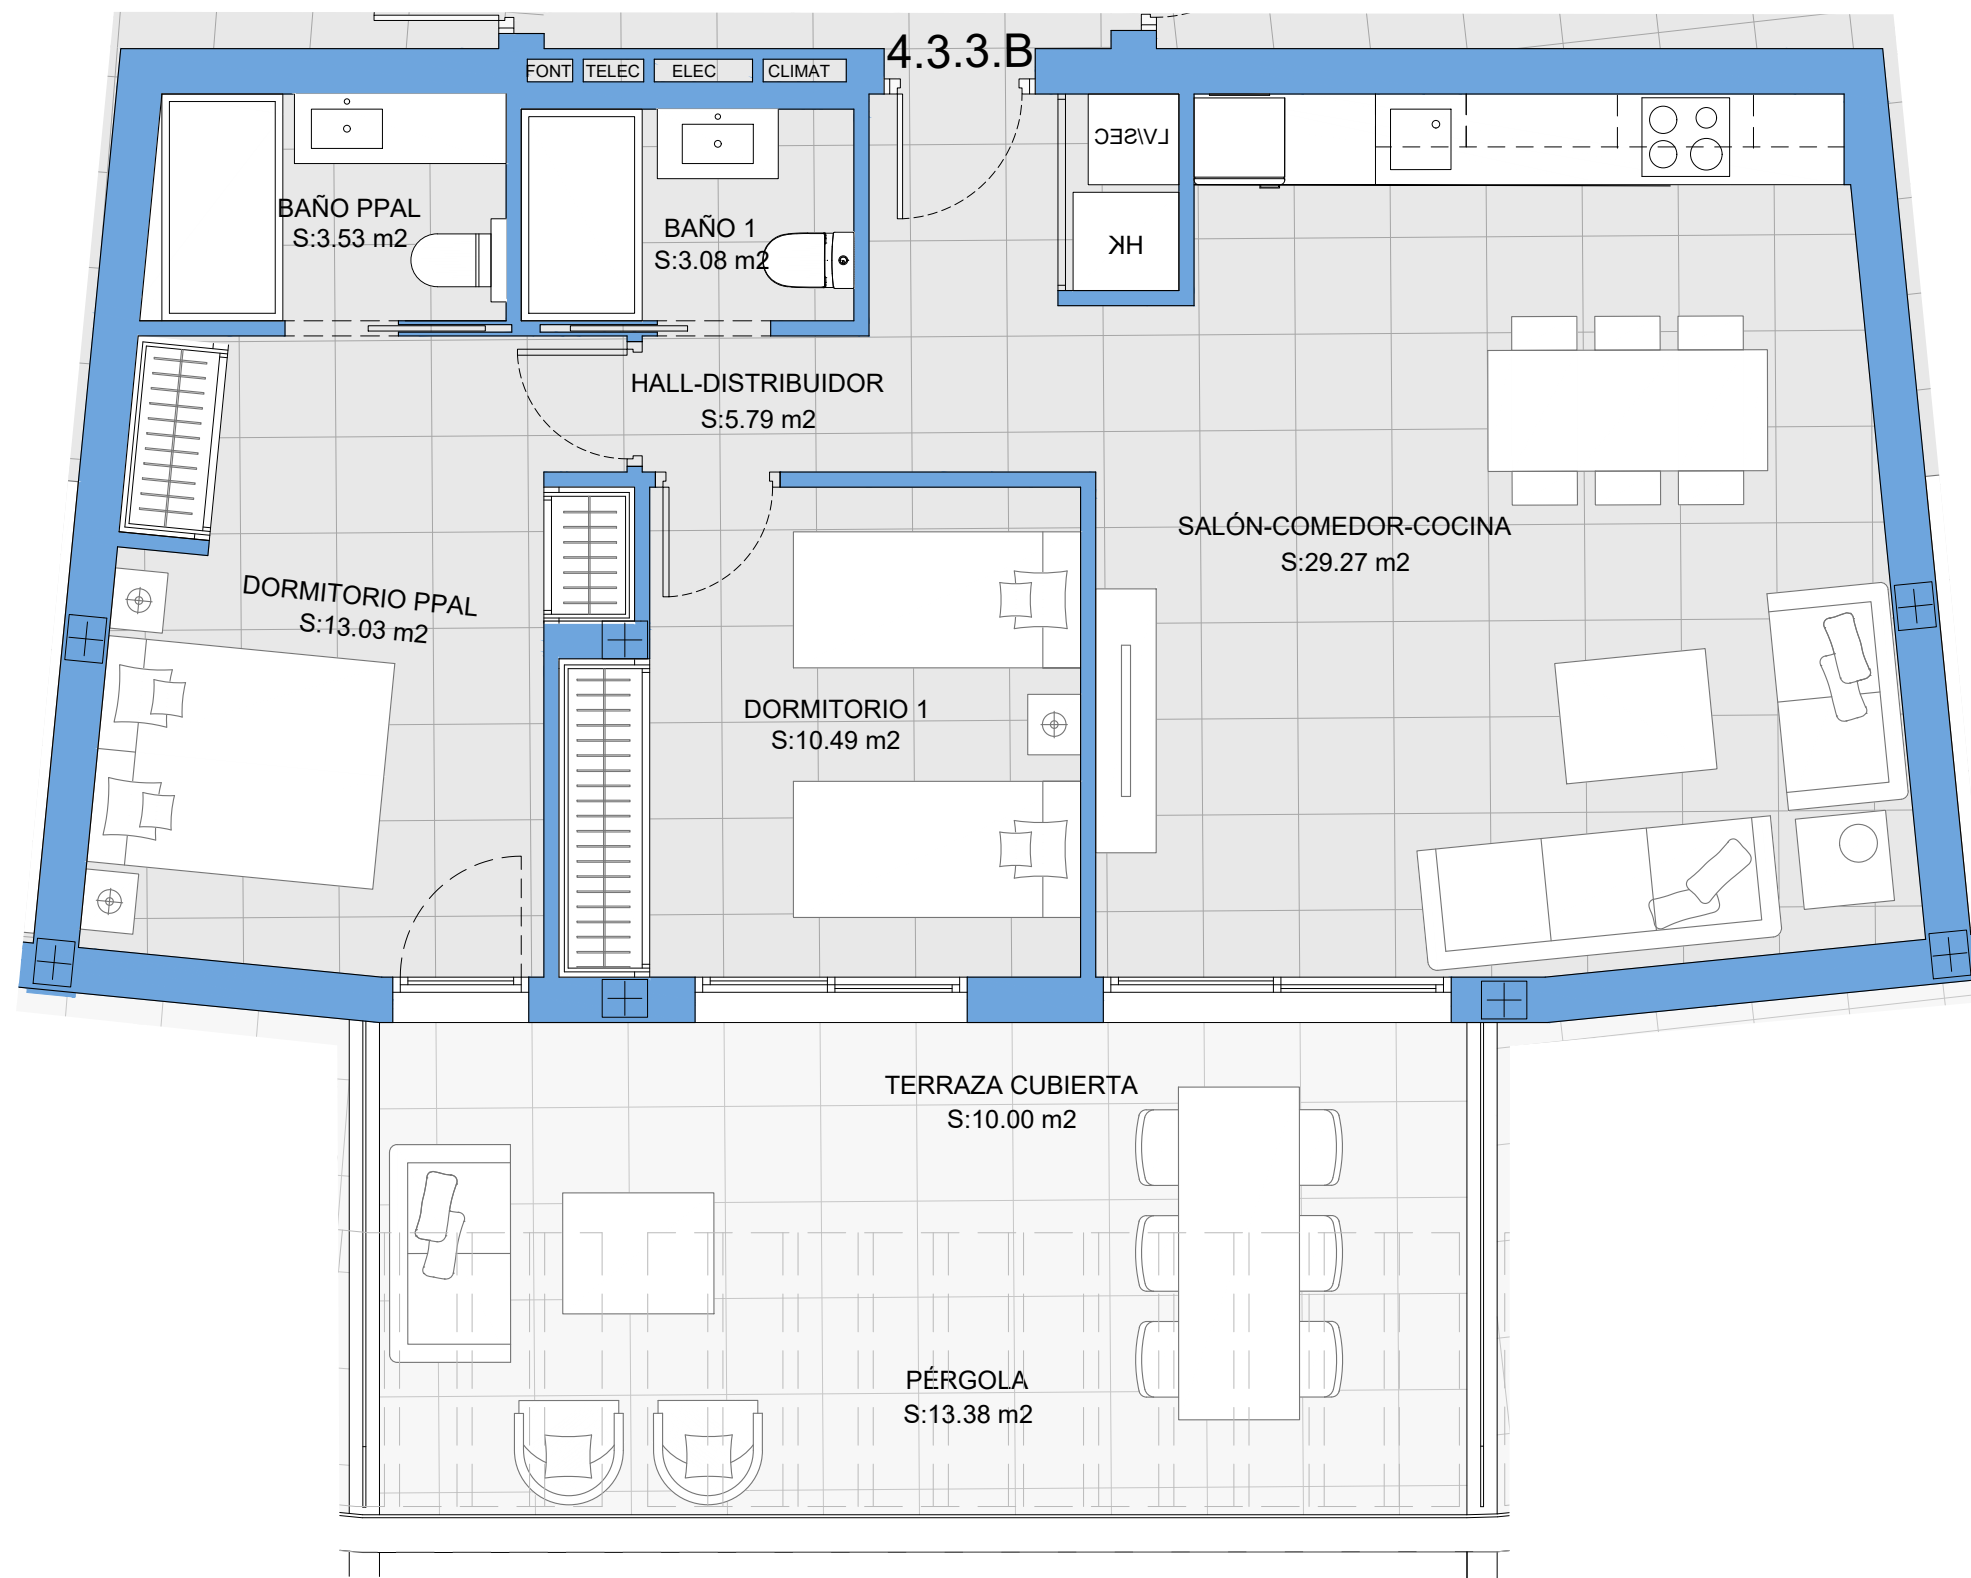 4.3.3.B
FONT
TELEC
ELEC
CLIMAT
LV/SEC
HK
BAÑO PPAL
S:3.53 m2
BAÑO 1
S:3.08 m2
HALL-DISTRIBUIDOR
S:5.79 m2
SALÓN-COMEDOR-COCINA
S:29.27 m2
DORMITORIO PPAL
S:13.03 m2
DORMITORIO 1
S:10.49 m2
TERRAZA CUBIERTA
S:10.00 m2
PÉRGOLA
S:13.38 m2